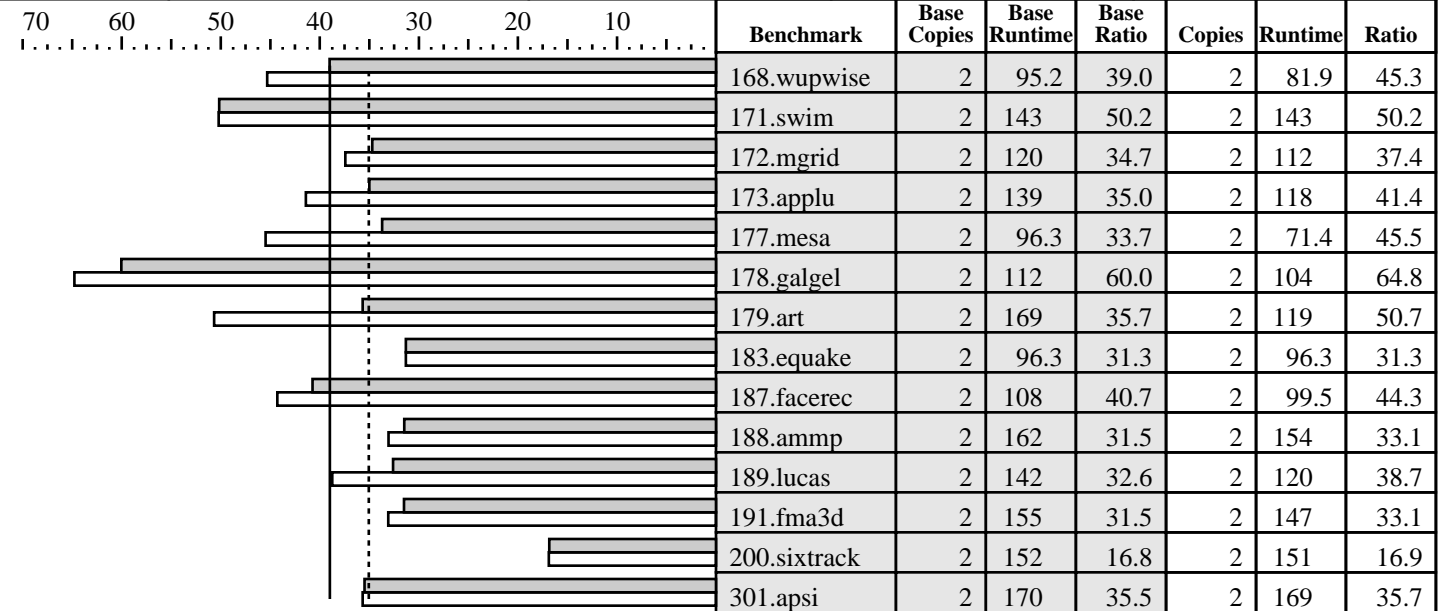 70 60 50 40 30 20 10 Benchmark Base Copies Base Runtime Base Ratio Copies Runtime Ratio
168.wupwise 2 95.2 39.0 2 81.9 45.3
171.swim 2 143 50.2 2 143 50.2
172.mgrid 2 120 34.7 2 112 37.4
173.applu 2 139 35.0 2 118 41.4
177.mesa 2 96.3 33.7 2 71.4 45.5
178.galgel 2 112 60.0 2 104 64.8
179.art 2 169 35.7 2 119 50.7
183.equake 2 96.3 31.3 2 96.3 31.3
187.facerec 2 108 40.7 2 99.5 44.3
188.ammp 2 162 31.5 2 154 33.1
189.lucas 2 142 32.6 2 120 38.7
191.fma3d 2 155 31.5 2 147 33.1
200.sixtrack 2 152 16.8 2 151 16.9
301.apsi 2 170 35.5 2 169 35.7